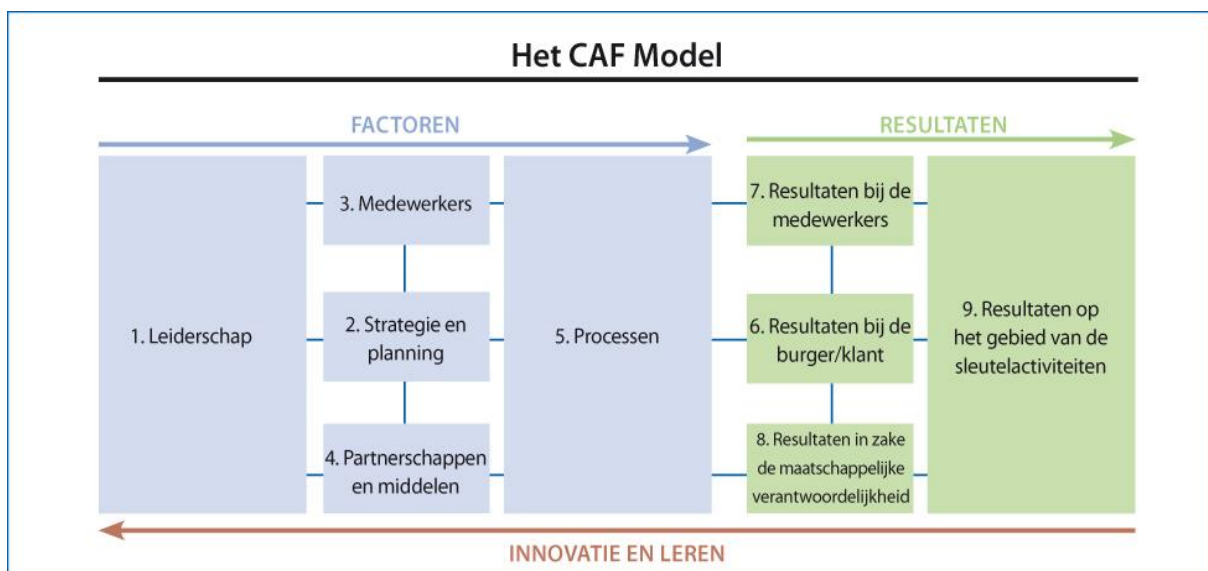 Het CAF Model
FACTOREN
RESULTATEN
1. Leiderschap
3. Medewerkers
2. Strategie en
planning
4. Partnerschappen
en middelen
5. Processen
7. Resultaten bij de
medewerkers
6. Resultaten bij de
burger/klant
8. Resultaten in zake
de maatschappelijke
verantwoordelijkheid
9. Resultaten op
het gebied van de
sleutelactiviteiten
INNOVATIE EN LEREN